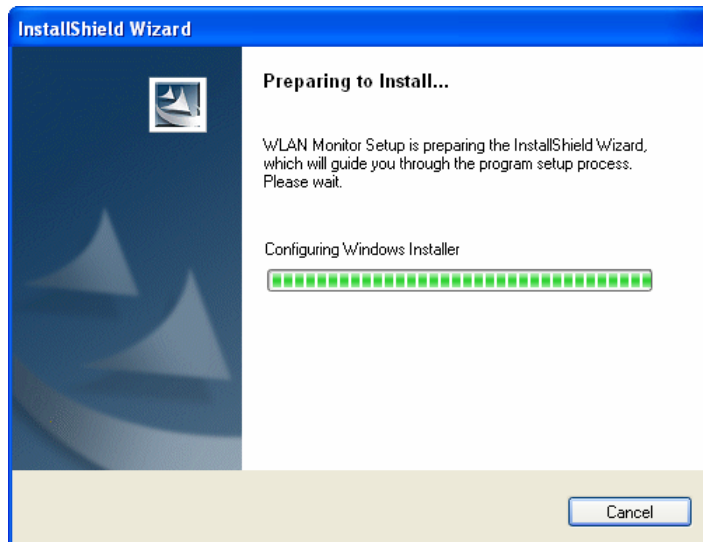 InstallShield Wizard
Preparing to Install...
WLAN Monitor Setup is preparing the InstallShield Wizard,
which will guide you through the program setup process.
Please wait.
Configuring Windows Installer
Cancel